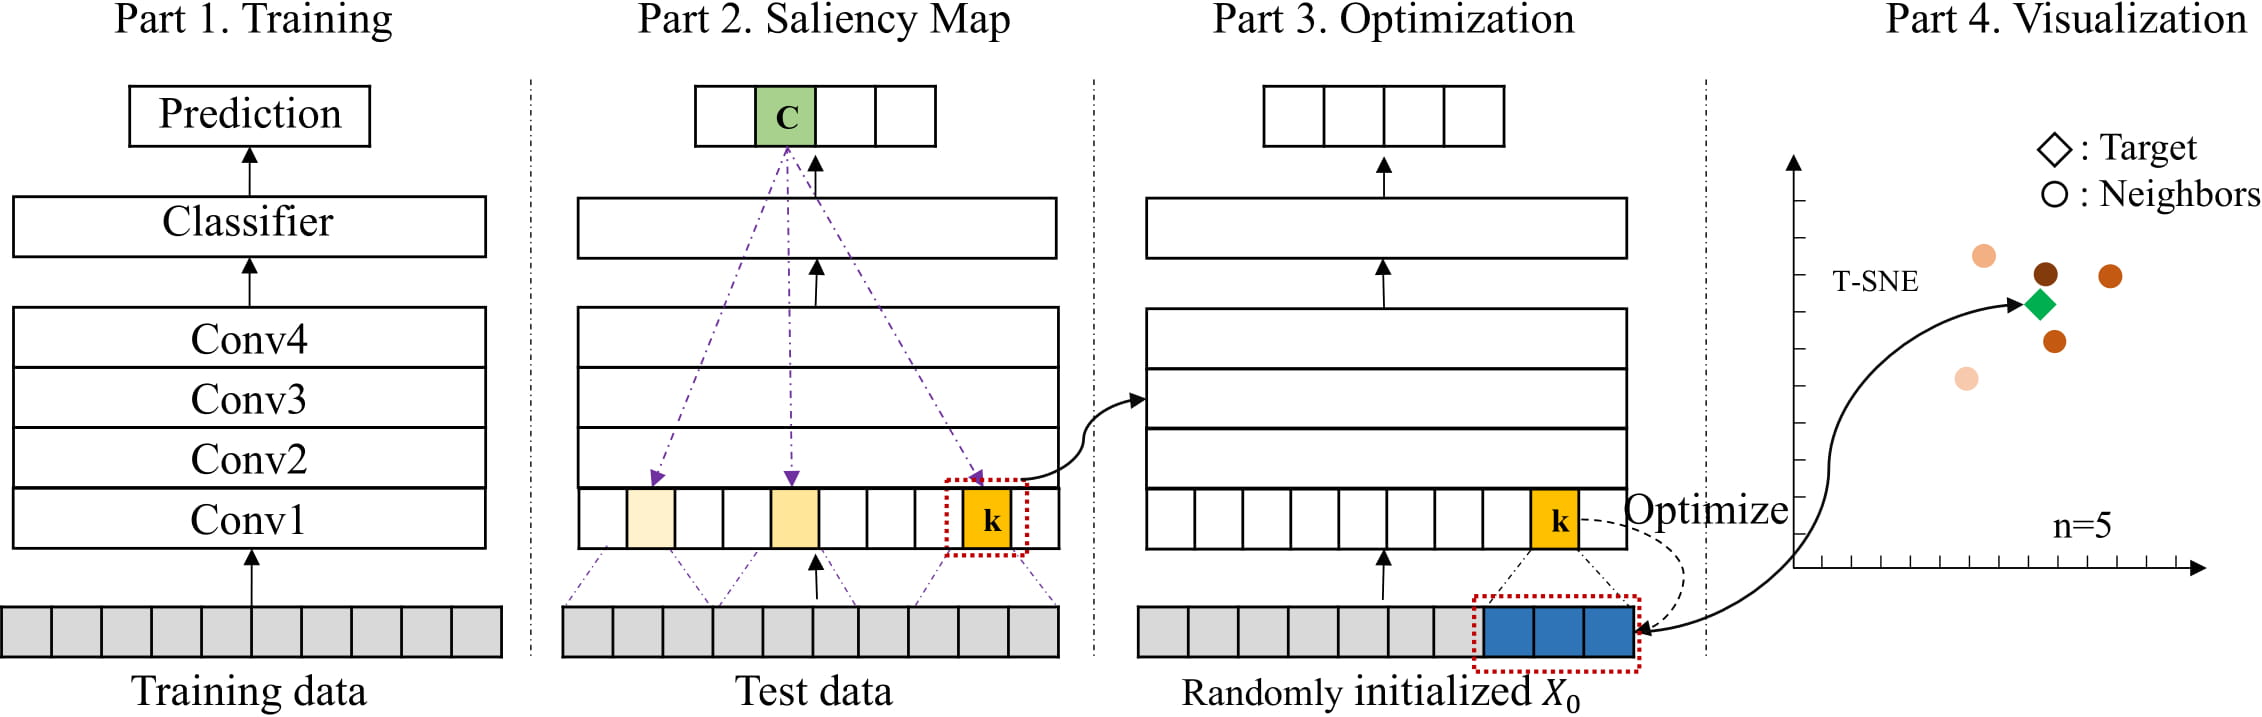 Part 1. Training
Prediction
Classifier
Conv4
Conv3
Conv2
Conv1
Training data
Part 2. Saliency Map
C
k
Test data
Part 3. Optimization
k
Optimize
Randomly initialized X₀
Part 4. Visualization
: Target
: Neighbors
T-SNE
n=5